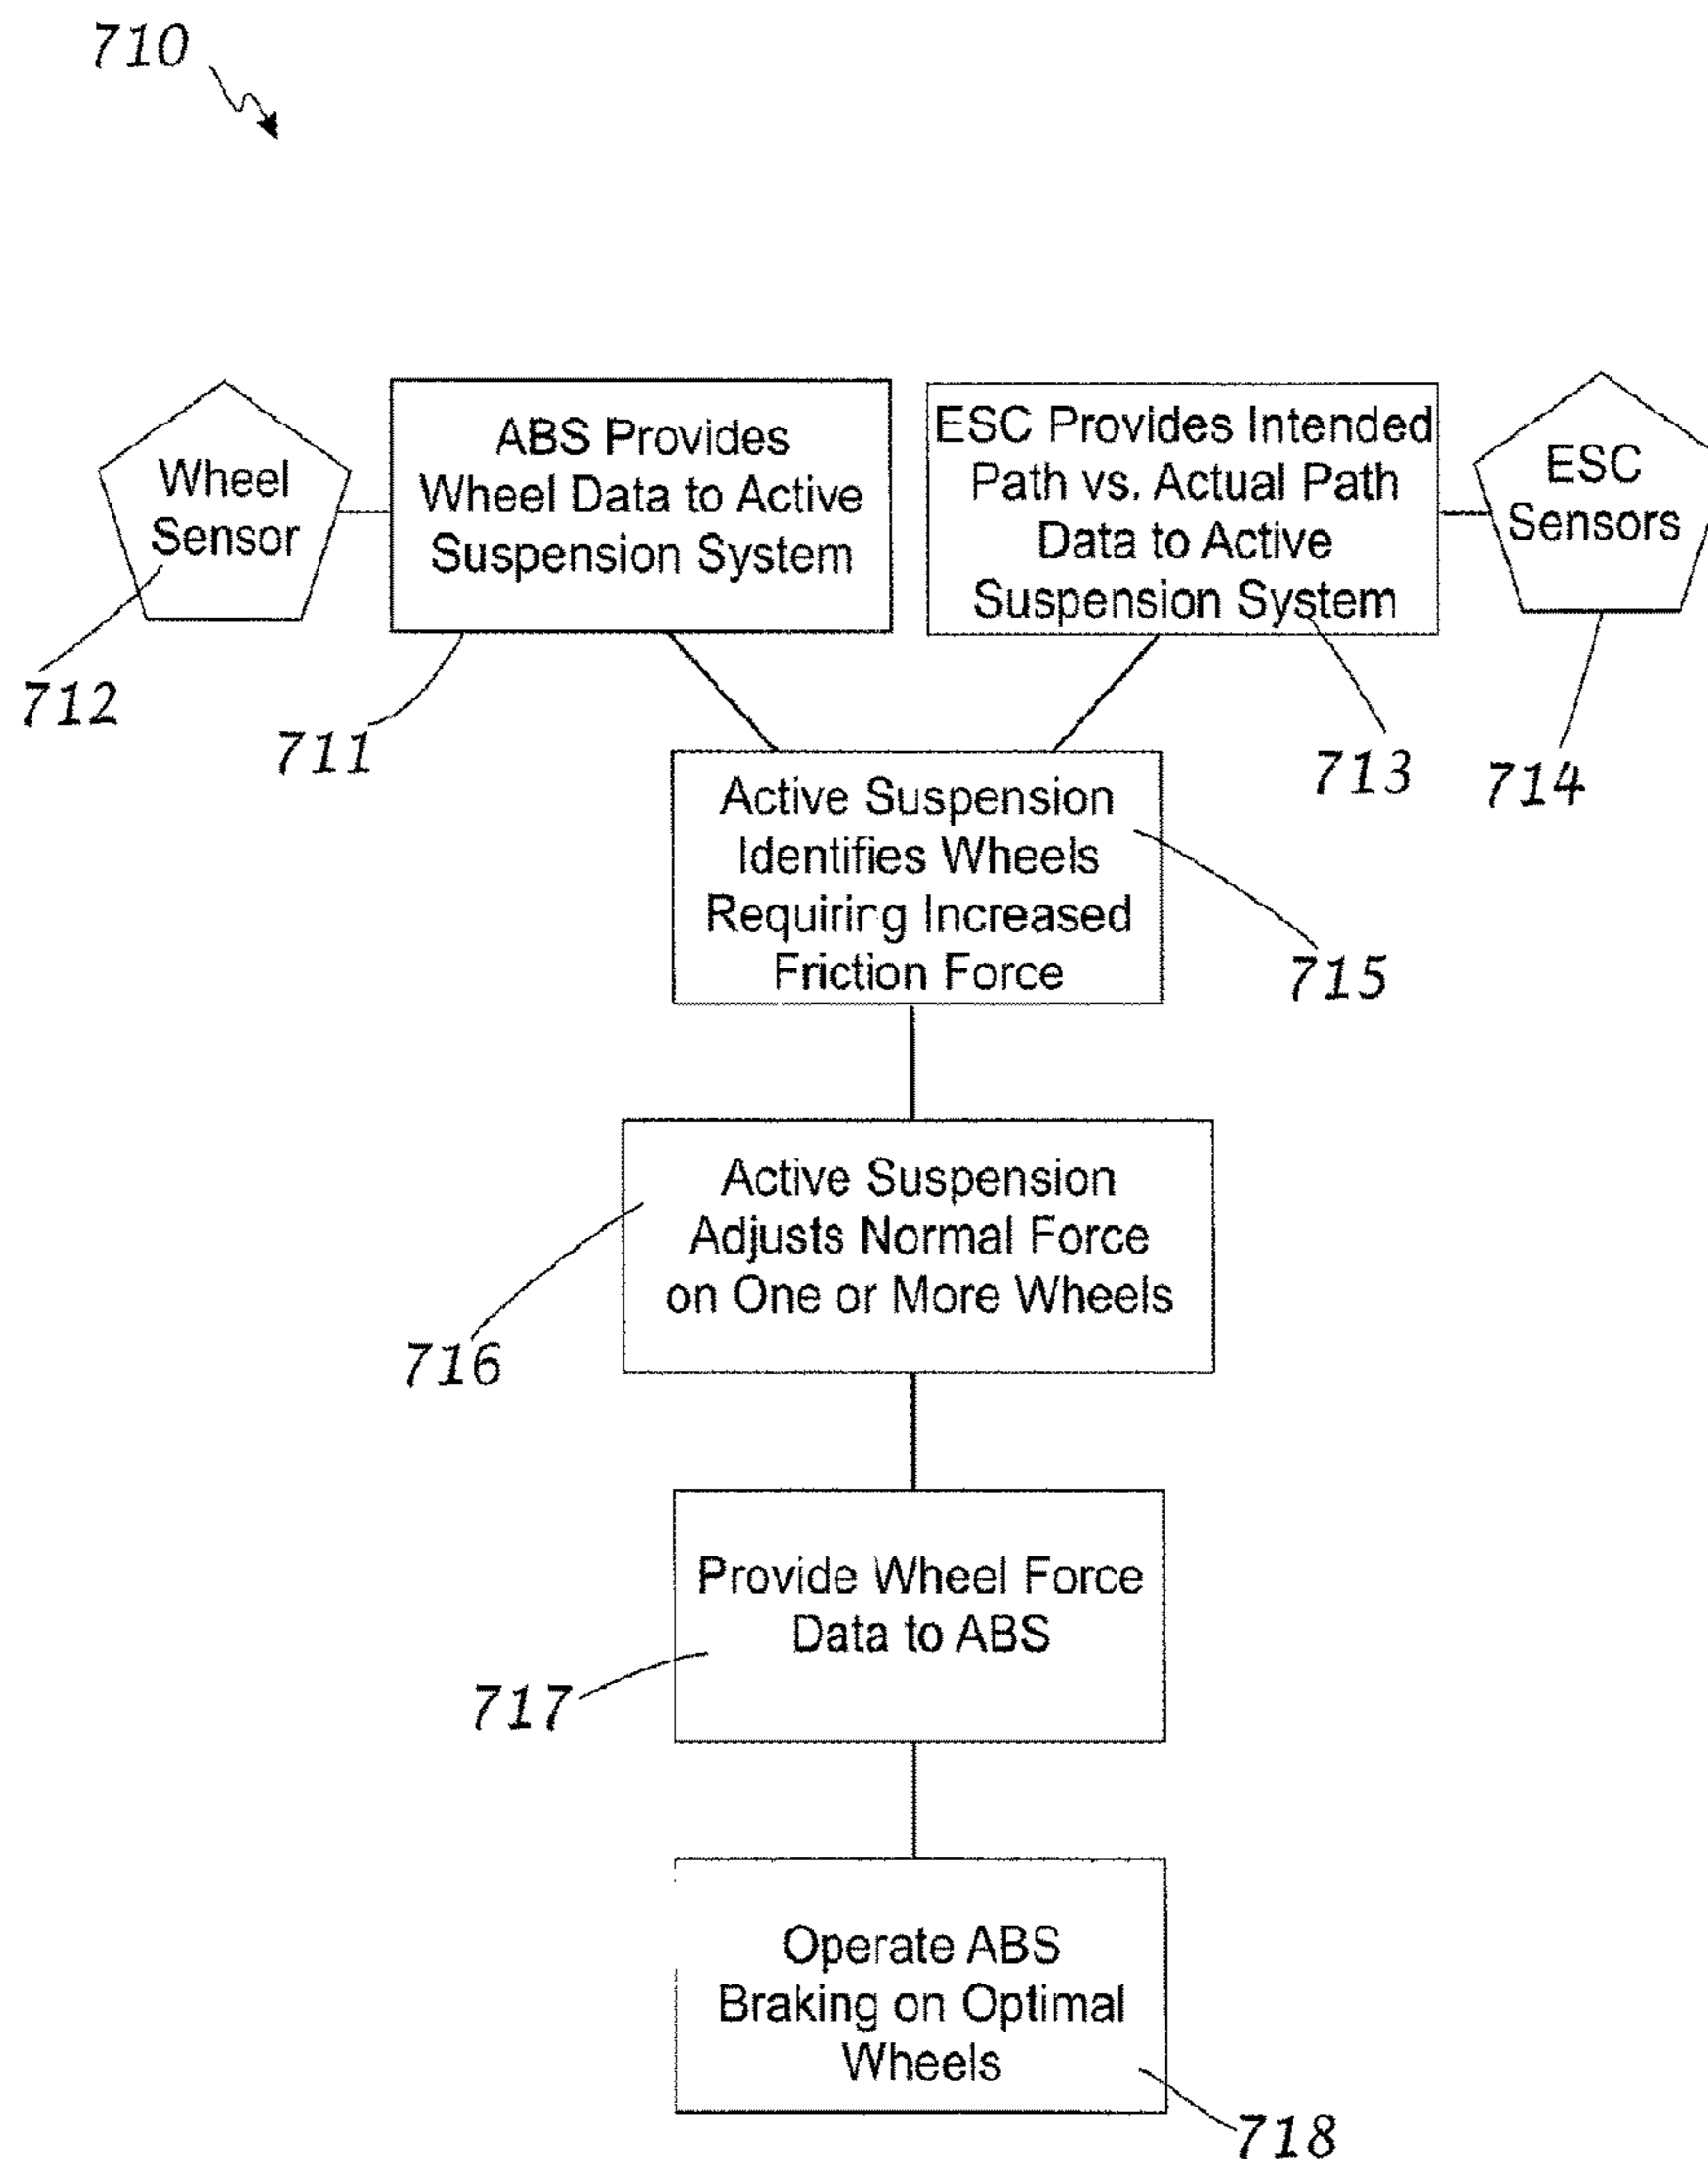 710
Wheel
Sensor
ABS Provides
Wheel Data to Active
Suspension System
ESC Provides Intended
Path vs. Actual Path
Data to Active
Suspension System
ESC
Sensors
712
711
713
714
Active Suspension
Identifies Wheels
Requiring Increased
Friction Force
715
Active Suspension
Adjusts Normal Force
on One or More Wheels
716
Provide Wheel Force
Data to ABS
717
Operate ABS
Braking on Optimal
Wheels
718